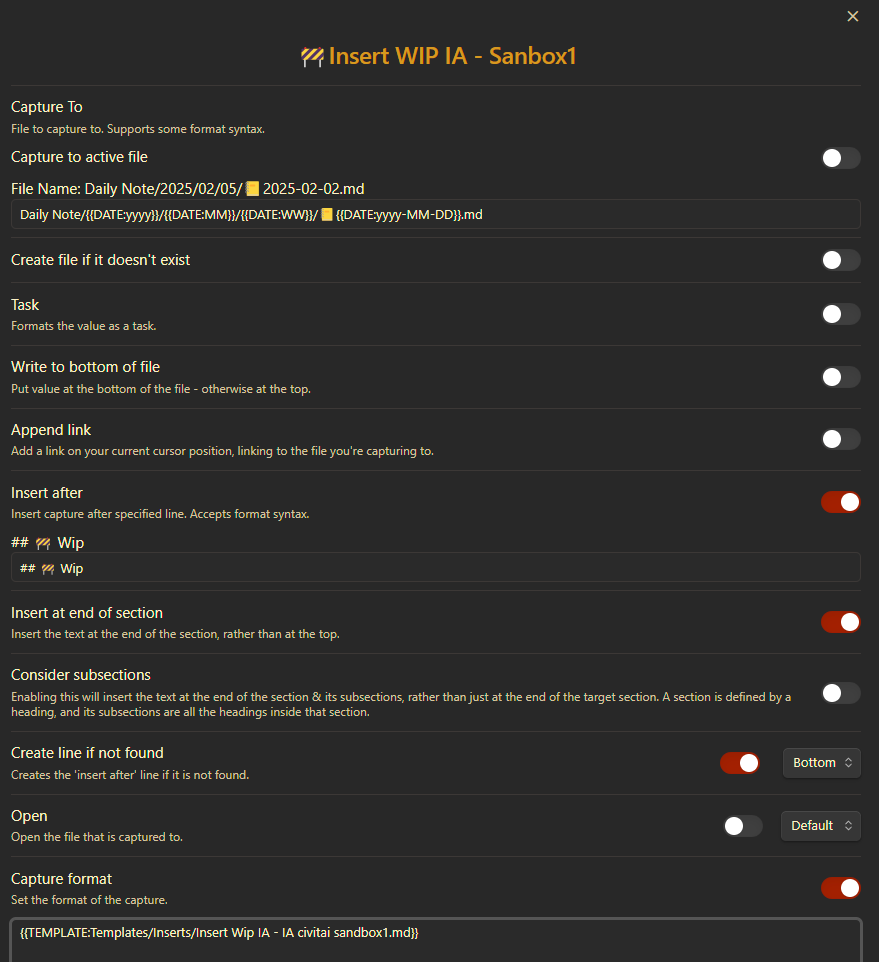 🚧Insert WIP IA - Sanbox1
Capture To
File to capture to. Supports some format syntax.
Capture to active file
File Name: Daily Note/2025/02/05/📒2025-02-02.md
Daily Note/{{DATE:yyyy}}/{{DATE:MM}}/{{DATE:WW}}/📒{{DATE:yyyy-MM-DD}}.md
Create file if it doesn't exist
Task
Formats the value as a task.
Write to bottom of file
Put value at the bottom of the file - otherwise at the top.
Append link
Add a link on your current cursor position, linking to the file you're capturing to.
Insert after
Insert capture after specified line. Accepts format syntax.
## 🚧 Wip
## 🚧 Wip
Insert at end of section
Insert the text at the end of the section, rather than at the top.
Consider subsections
Enabling this will insert the text at the end of the section & its subsections, rather than just at the end of the target section. A section is defined by a
heading, and its subsections are all the headings inside that section.
Create line if not found
Creates the 'insert after' line if it is not found.
Bottom
Open
Open the file that is captured to.
Default
Capture format
Set the format of the capture.
{{TEMPLATE:Templates/Inserts/Insert Wip IA - IA civitai sandbox1.md}}